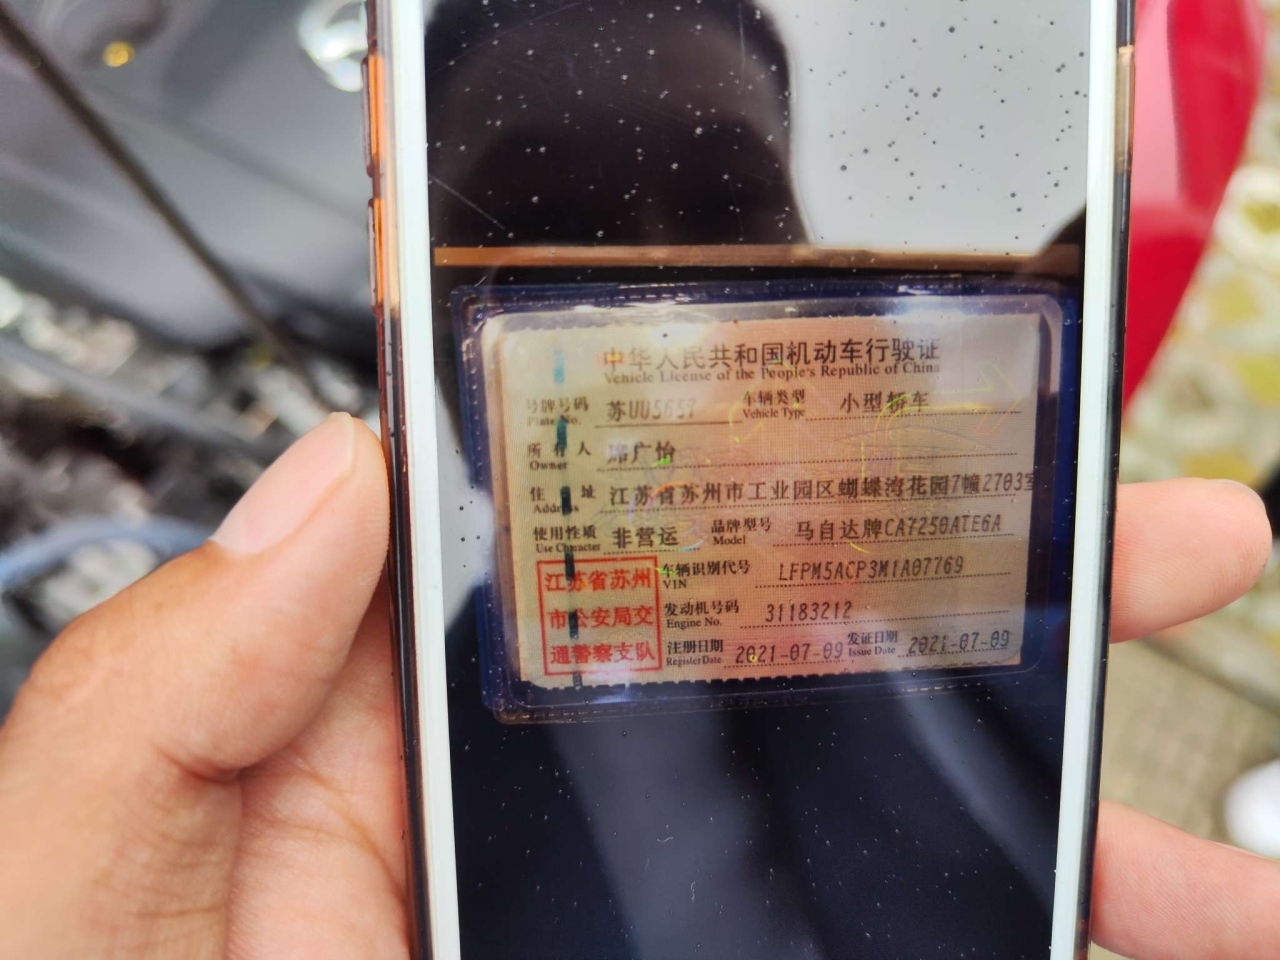 中华人民共和国机动车行驶证
Vehicle License of the People's Republic of China
号牌号码 苏UU5657 车辆类型 小型轿车
Plate No. Vehicle Type
所有人 席广怡
Owner
住址 江苏省苏州市工业园区蝴蝶湾花园7幢2703室
Address
使用性质 非营运 品牌型号 马自达牌CA7250ATE6A
Use Character Model
江苏省苏州
市公安局交
通警察支队
车辆识别代号 LFPM5ACP3M1A07769
VIN
发动机号码 31183212
Engine No.
注册日期 2021-07-09 发证日期 2021-07-09
Register Date Issue Date